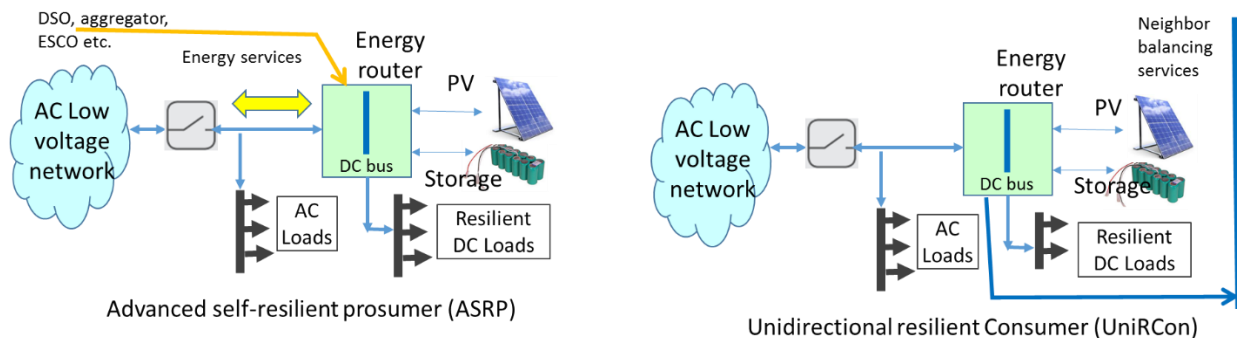 DSO, aggregator,
ESCO etc.
Energy services
Energy
router
AC Low
voltage
network
PV
DC bus
Storage
AC
Loads
Resilient
DC Loads
Advanced self-resilient prosumer (ASRP)
Neighbor
balancing
services
Energy
router
AC Low
voltage
network
PV
DC bus
Storage
AC
Loads
Resilient
DC Loads
Unidirectional resilient Consumer (UniRCon)